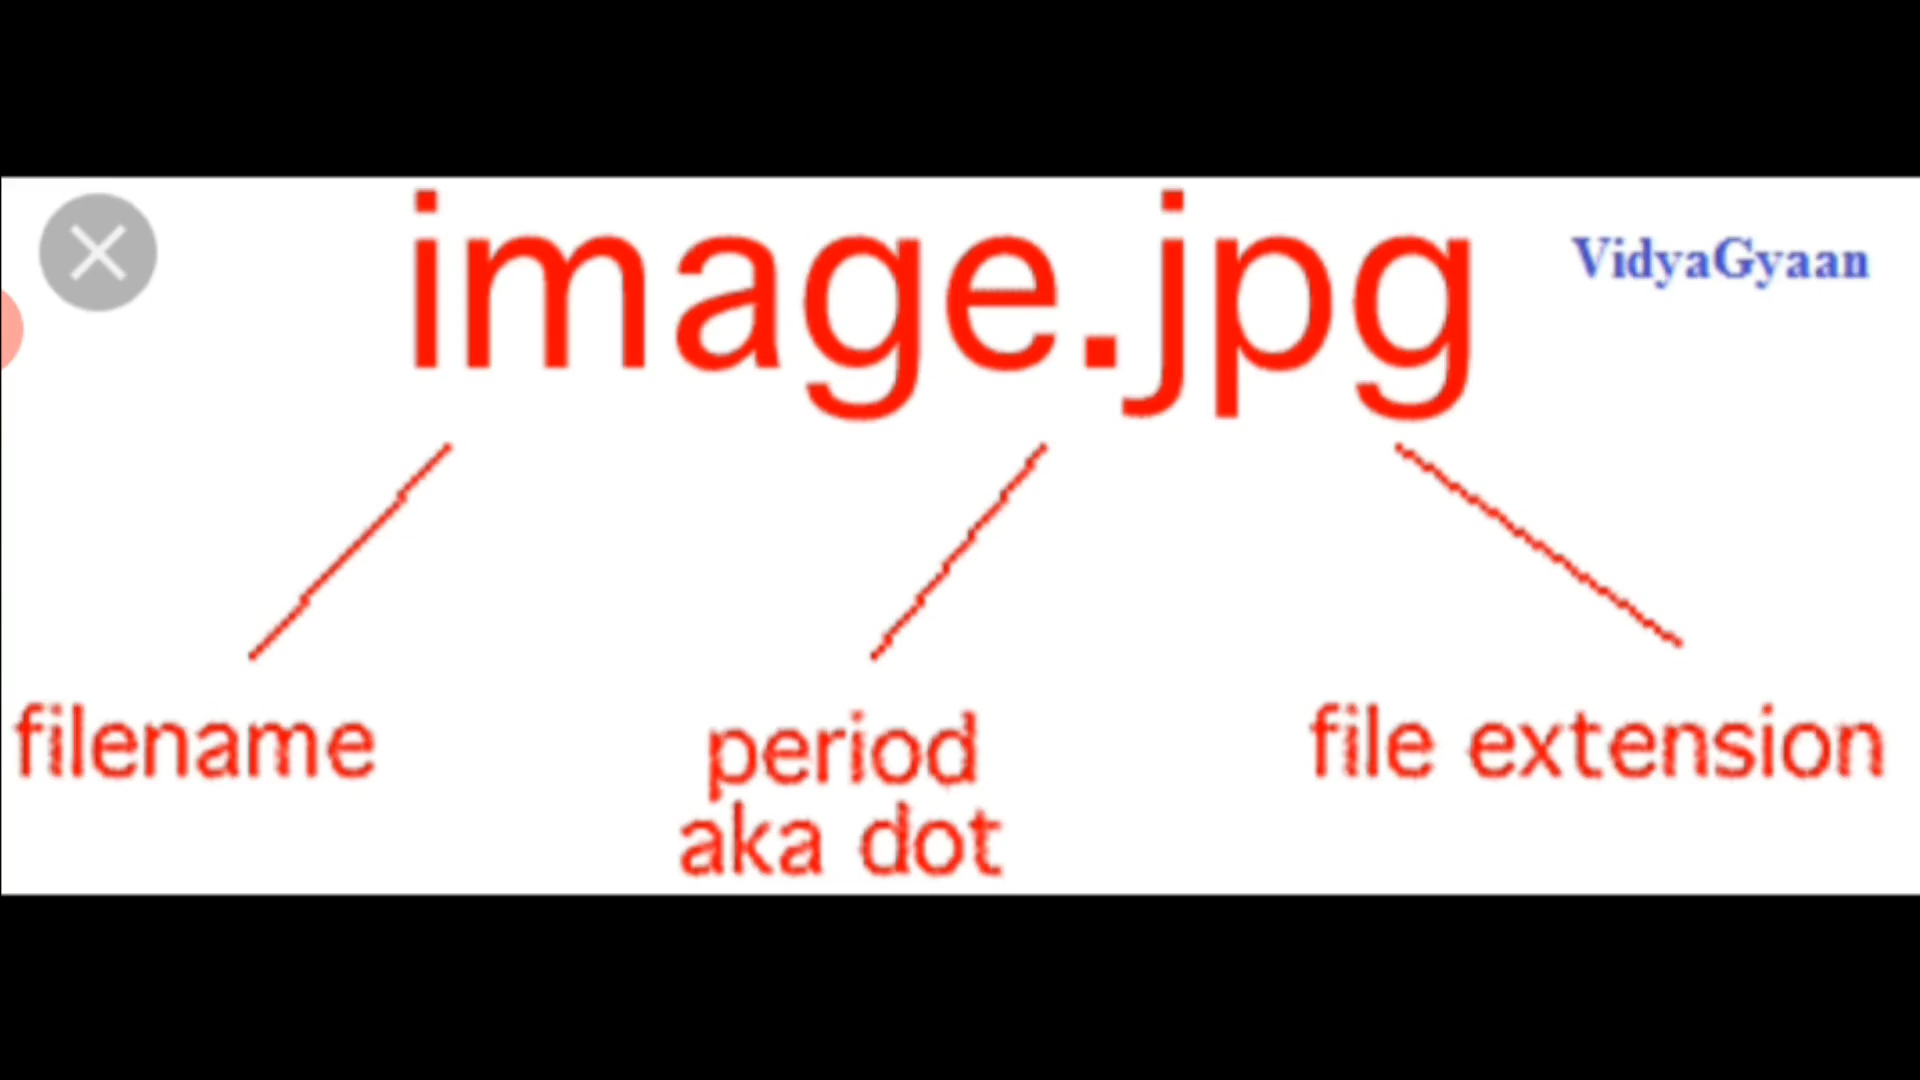 image.jpg
VidyaGyaan
filename
period
aka dot
file extension